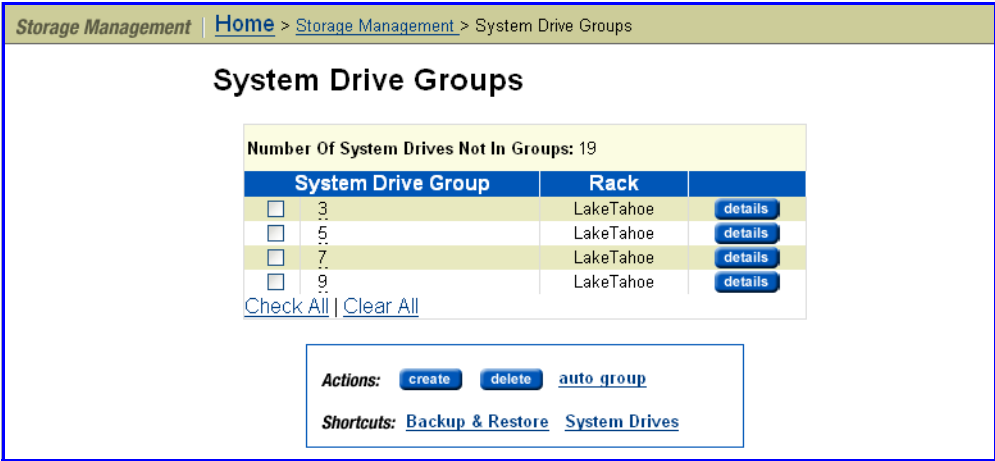 Storage Management | Home > Storage Management > System Drive Groups
System Drive Groups
Number Of System Drives Not In Groups: 19
System Drive Group Rack
3 LakeTahoe details
5 LakeTahoe details
7 LakeTahoe details
9 LakeTahoe details
Check All | Clear All
Actions: create delete auto group
Shortcuts: Backup & Restore System Drives